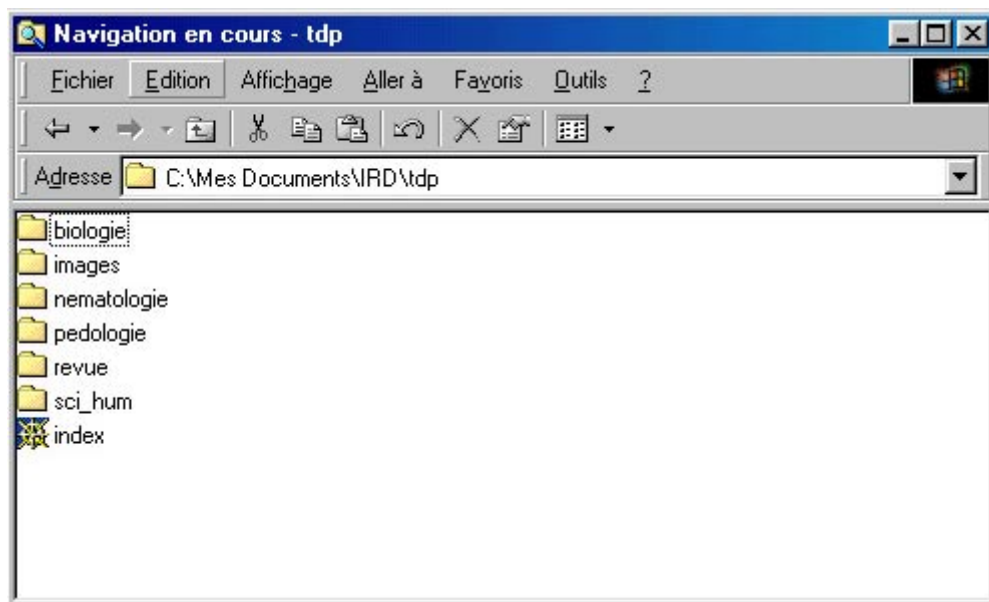 Navigation en cours - tdp
Fichier Edition Affichage Aller à Favoris Outils ?
Adresse C:\Mes Documents\IRD\tdp
biologie
images
nematologie
pedologie
revue
sci_hum
index